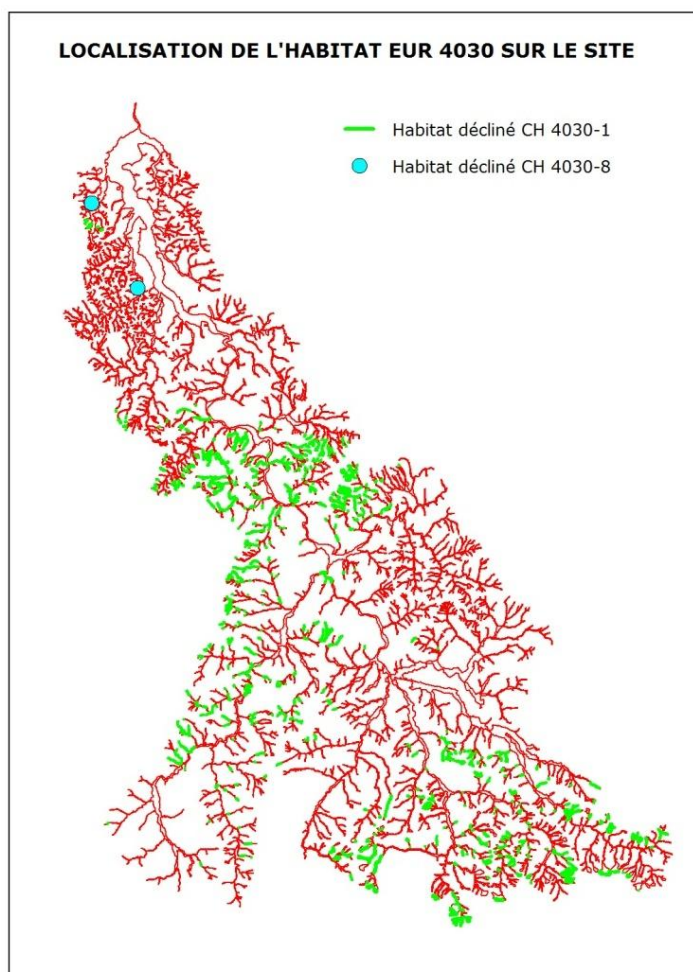 LOCALISATION DE L'HABITAT EUR 4030 SUR LE SITE
Habitat décliné CH 4030-1
Habitat décliné CH 4030-8